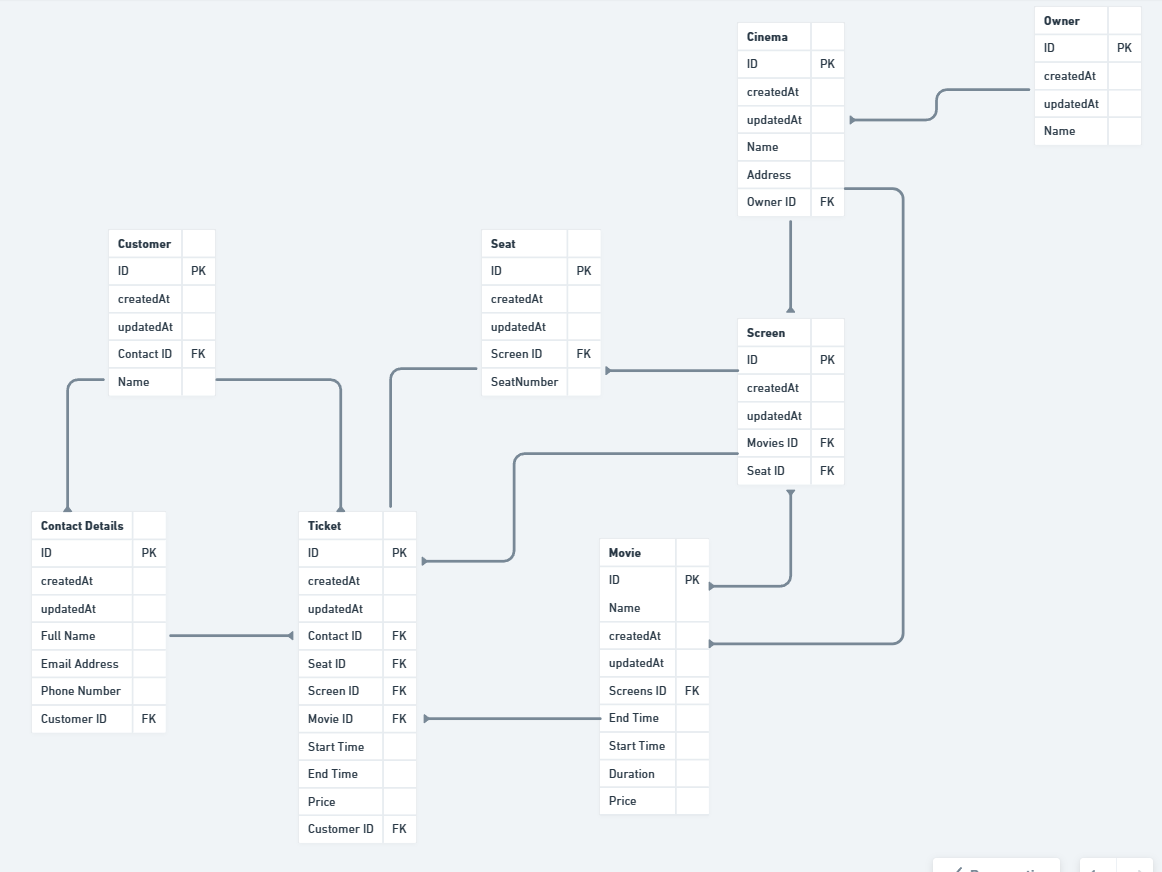 Owner
ID PK
createdAt
updatedAt
Name
Cinema
ID PK
createdAt
updatedAt
Name
Address
Owner ID FK
Customer
ID PK
createdAt
updatedAt
Contact ID FK
Name
Seat
ID PK
createdAt
updatedAt
Screen ID FK
SeatNumber
Screen
ID PK
createdAt
updatedAt
Movies ID FK
Seat ID FK
Contact Details
ID PK
createdAt
updatedAt
Full Name
Email Address
Phone Number
Customer ID FK
Ticket
ID PK
createdAt
updatedAt
Contact ID FK
Seat ID FK
Screen ID FK
Movie ID FK
Start Time
End Time
Price
Customer ID FK
Movie
ID PK
Name
createdAt
updatedAt
Screens ID FK
End Time
Start Time
Duration
Price